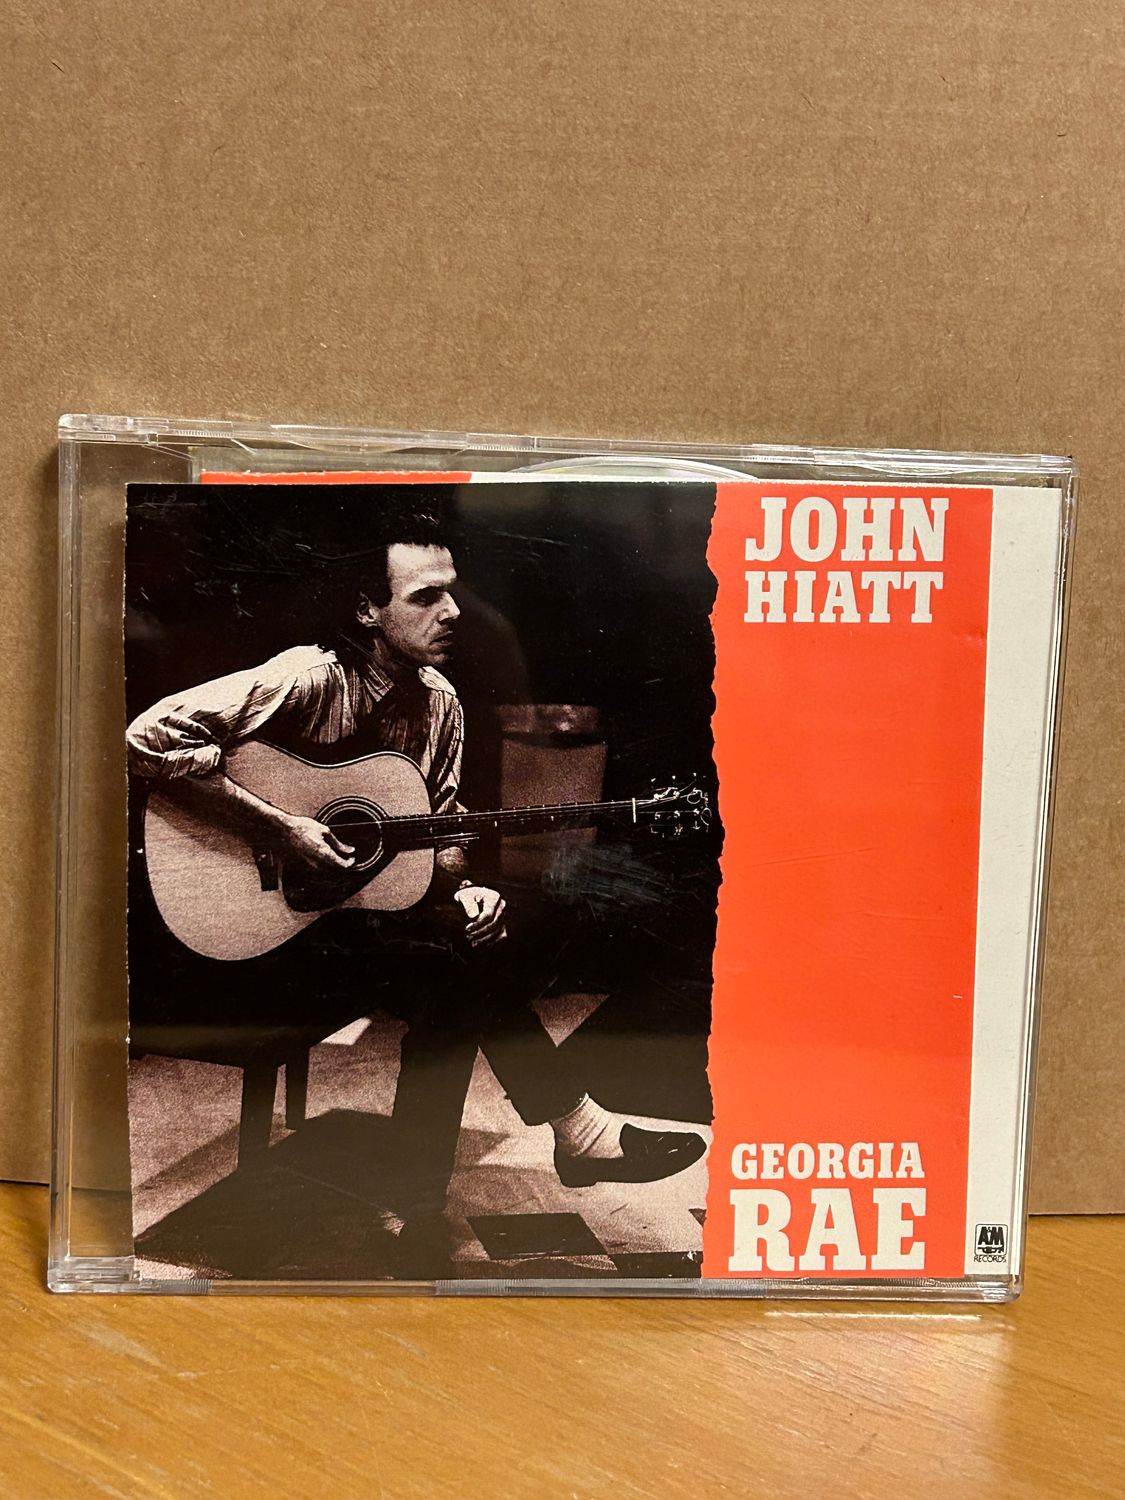 JOHN
HIATT
GEORGIA
RAE
A&M
RECORDS